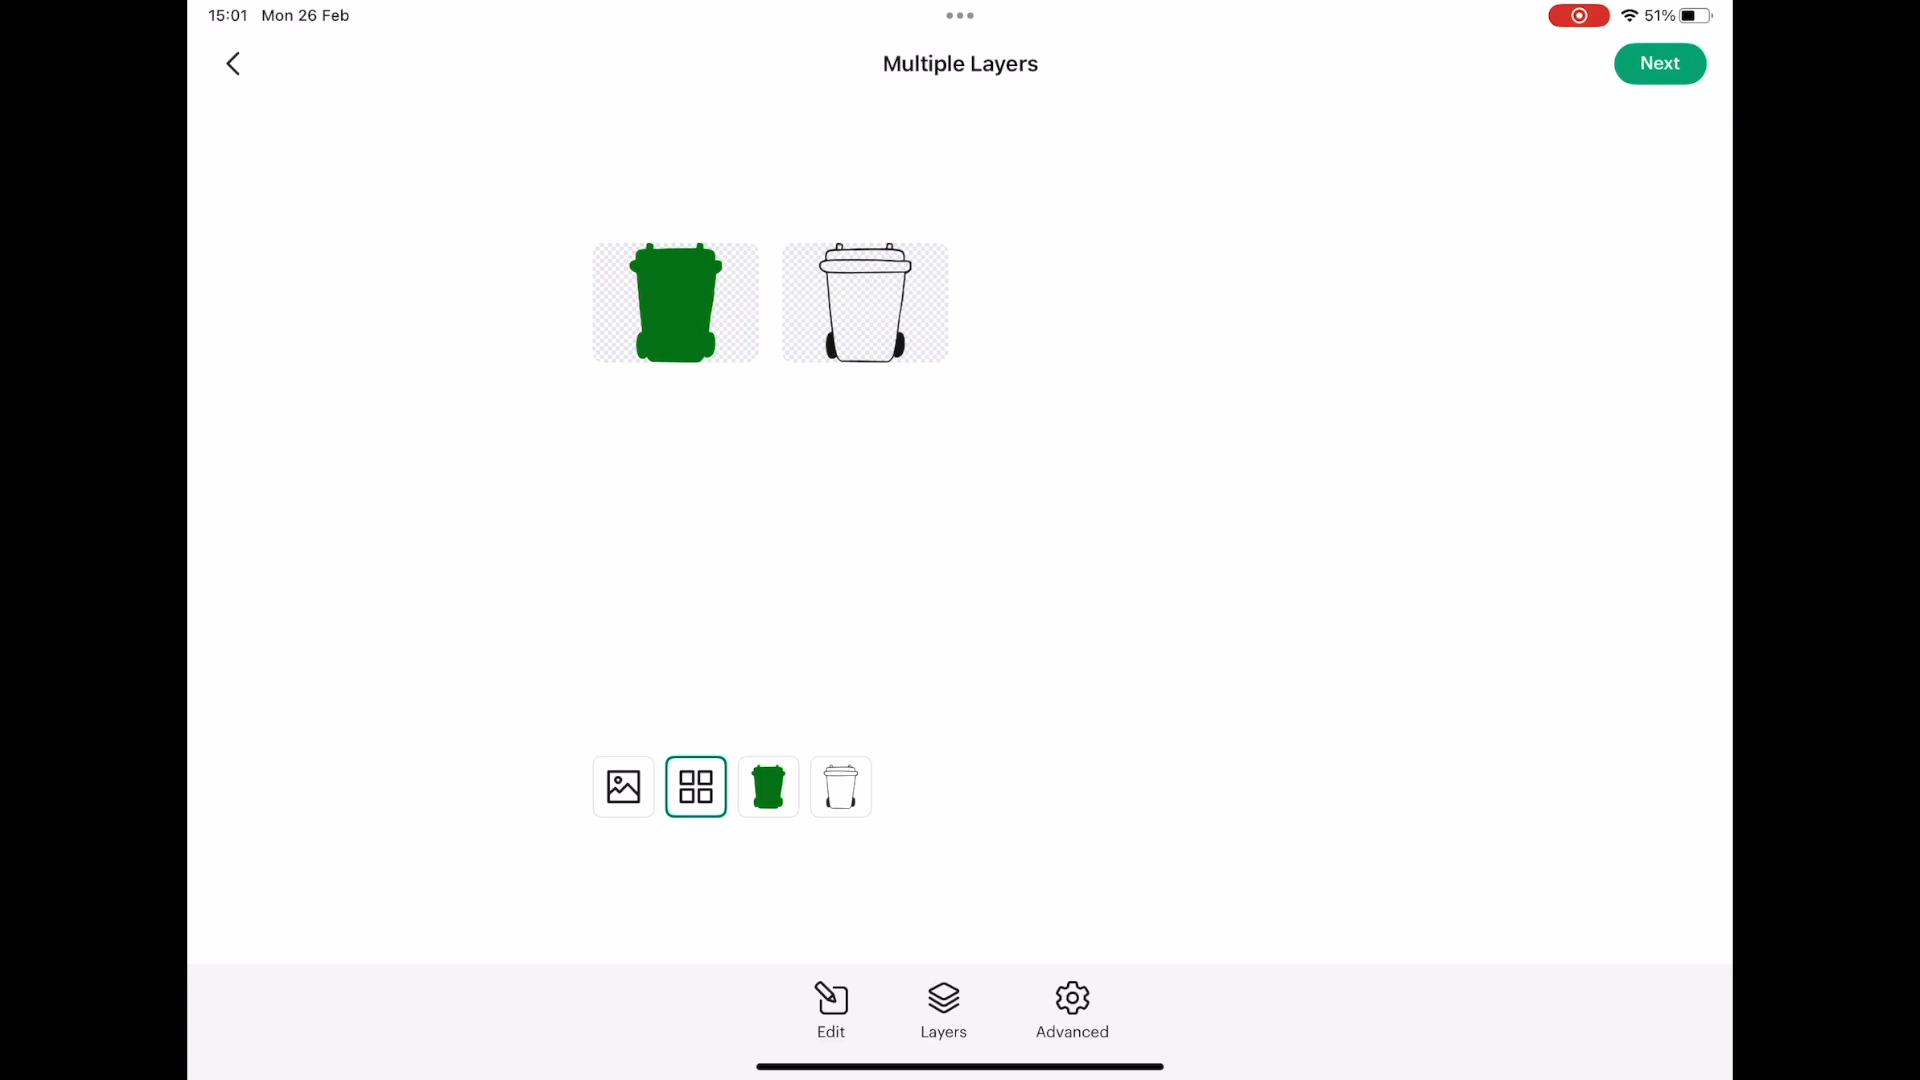 15:01 Mon 26 Feb
51%
Multiple Layers
Next
Edit
Layers
Advanced